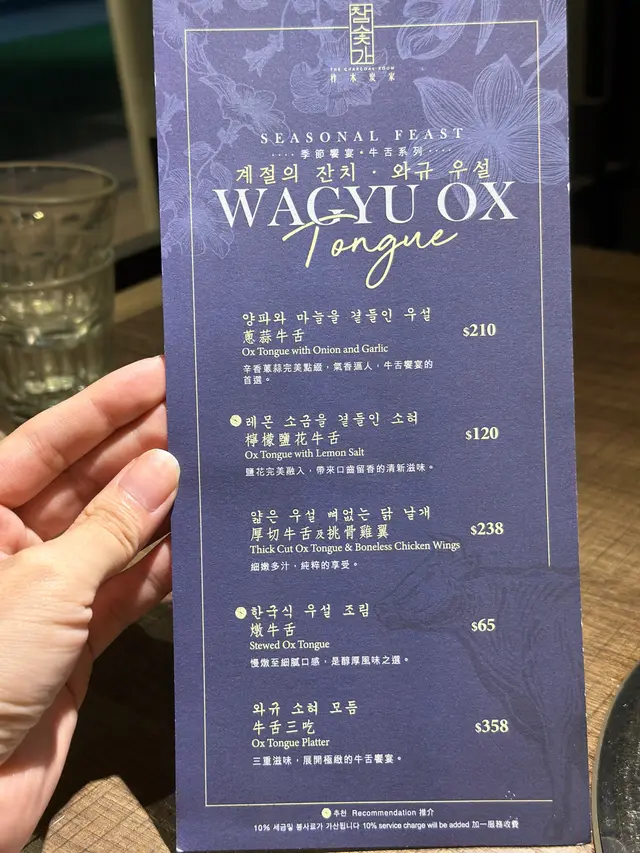 참숯가
THE CHARCOAL ROOM
炸木炭家
SEASONAL FEAST
····季節饗宴•牛舌系列····
계절의 잔치 · 와규 우설
WAGYU OX
Tongue
양파와 마늘을 곁들인 우설
蔥蒜牛舌
$210
Ox Tongue with Onion and Garlic
辛香蔥蒜完美點綴，氣香逼人，牛舌饗宴的
首選。
레몬 소금을 곁들인 소혀
檸檬鹽花牛舌
$120
Ox Tongue with Lemon Salt
鹽花完美融入，帶來口齒留香的清新滋味。
얇은 우설 뼈없는 닭 날개
厚切牛舌及挑骨雞翼
$238
Thick Cut Ox Tongue & Boneless Chicken Wings
細嫩多汁，純粹的享受。
한국식 우설 조림
燉牛舌
$65
Stewed Ox Tongue
慢燉至細膩口感，是醇厚風味之選。
와규 소혀 모듬
牛舌三吃
$358
Ox Tongue Platter
三重滋味，展開極緻的牛舌饗宴。
추천 Recommendation 推介
10% 세금및 봉사료가 가산됩니다 10% service charge will be added 加一服務收費